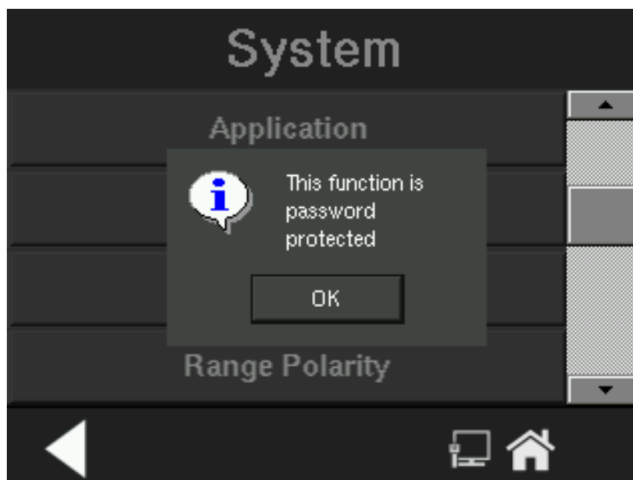 System
Application
This function is
password
protected
OK
Range Polarity